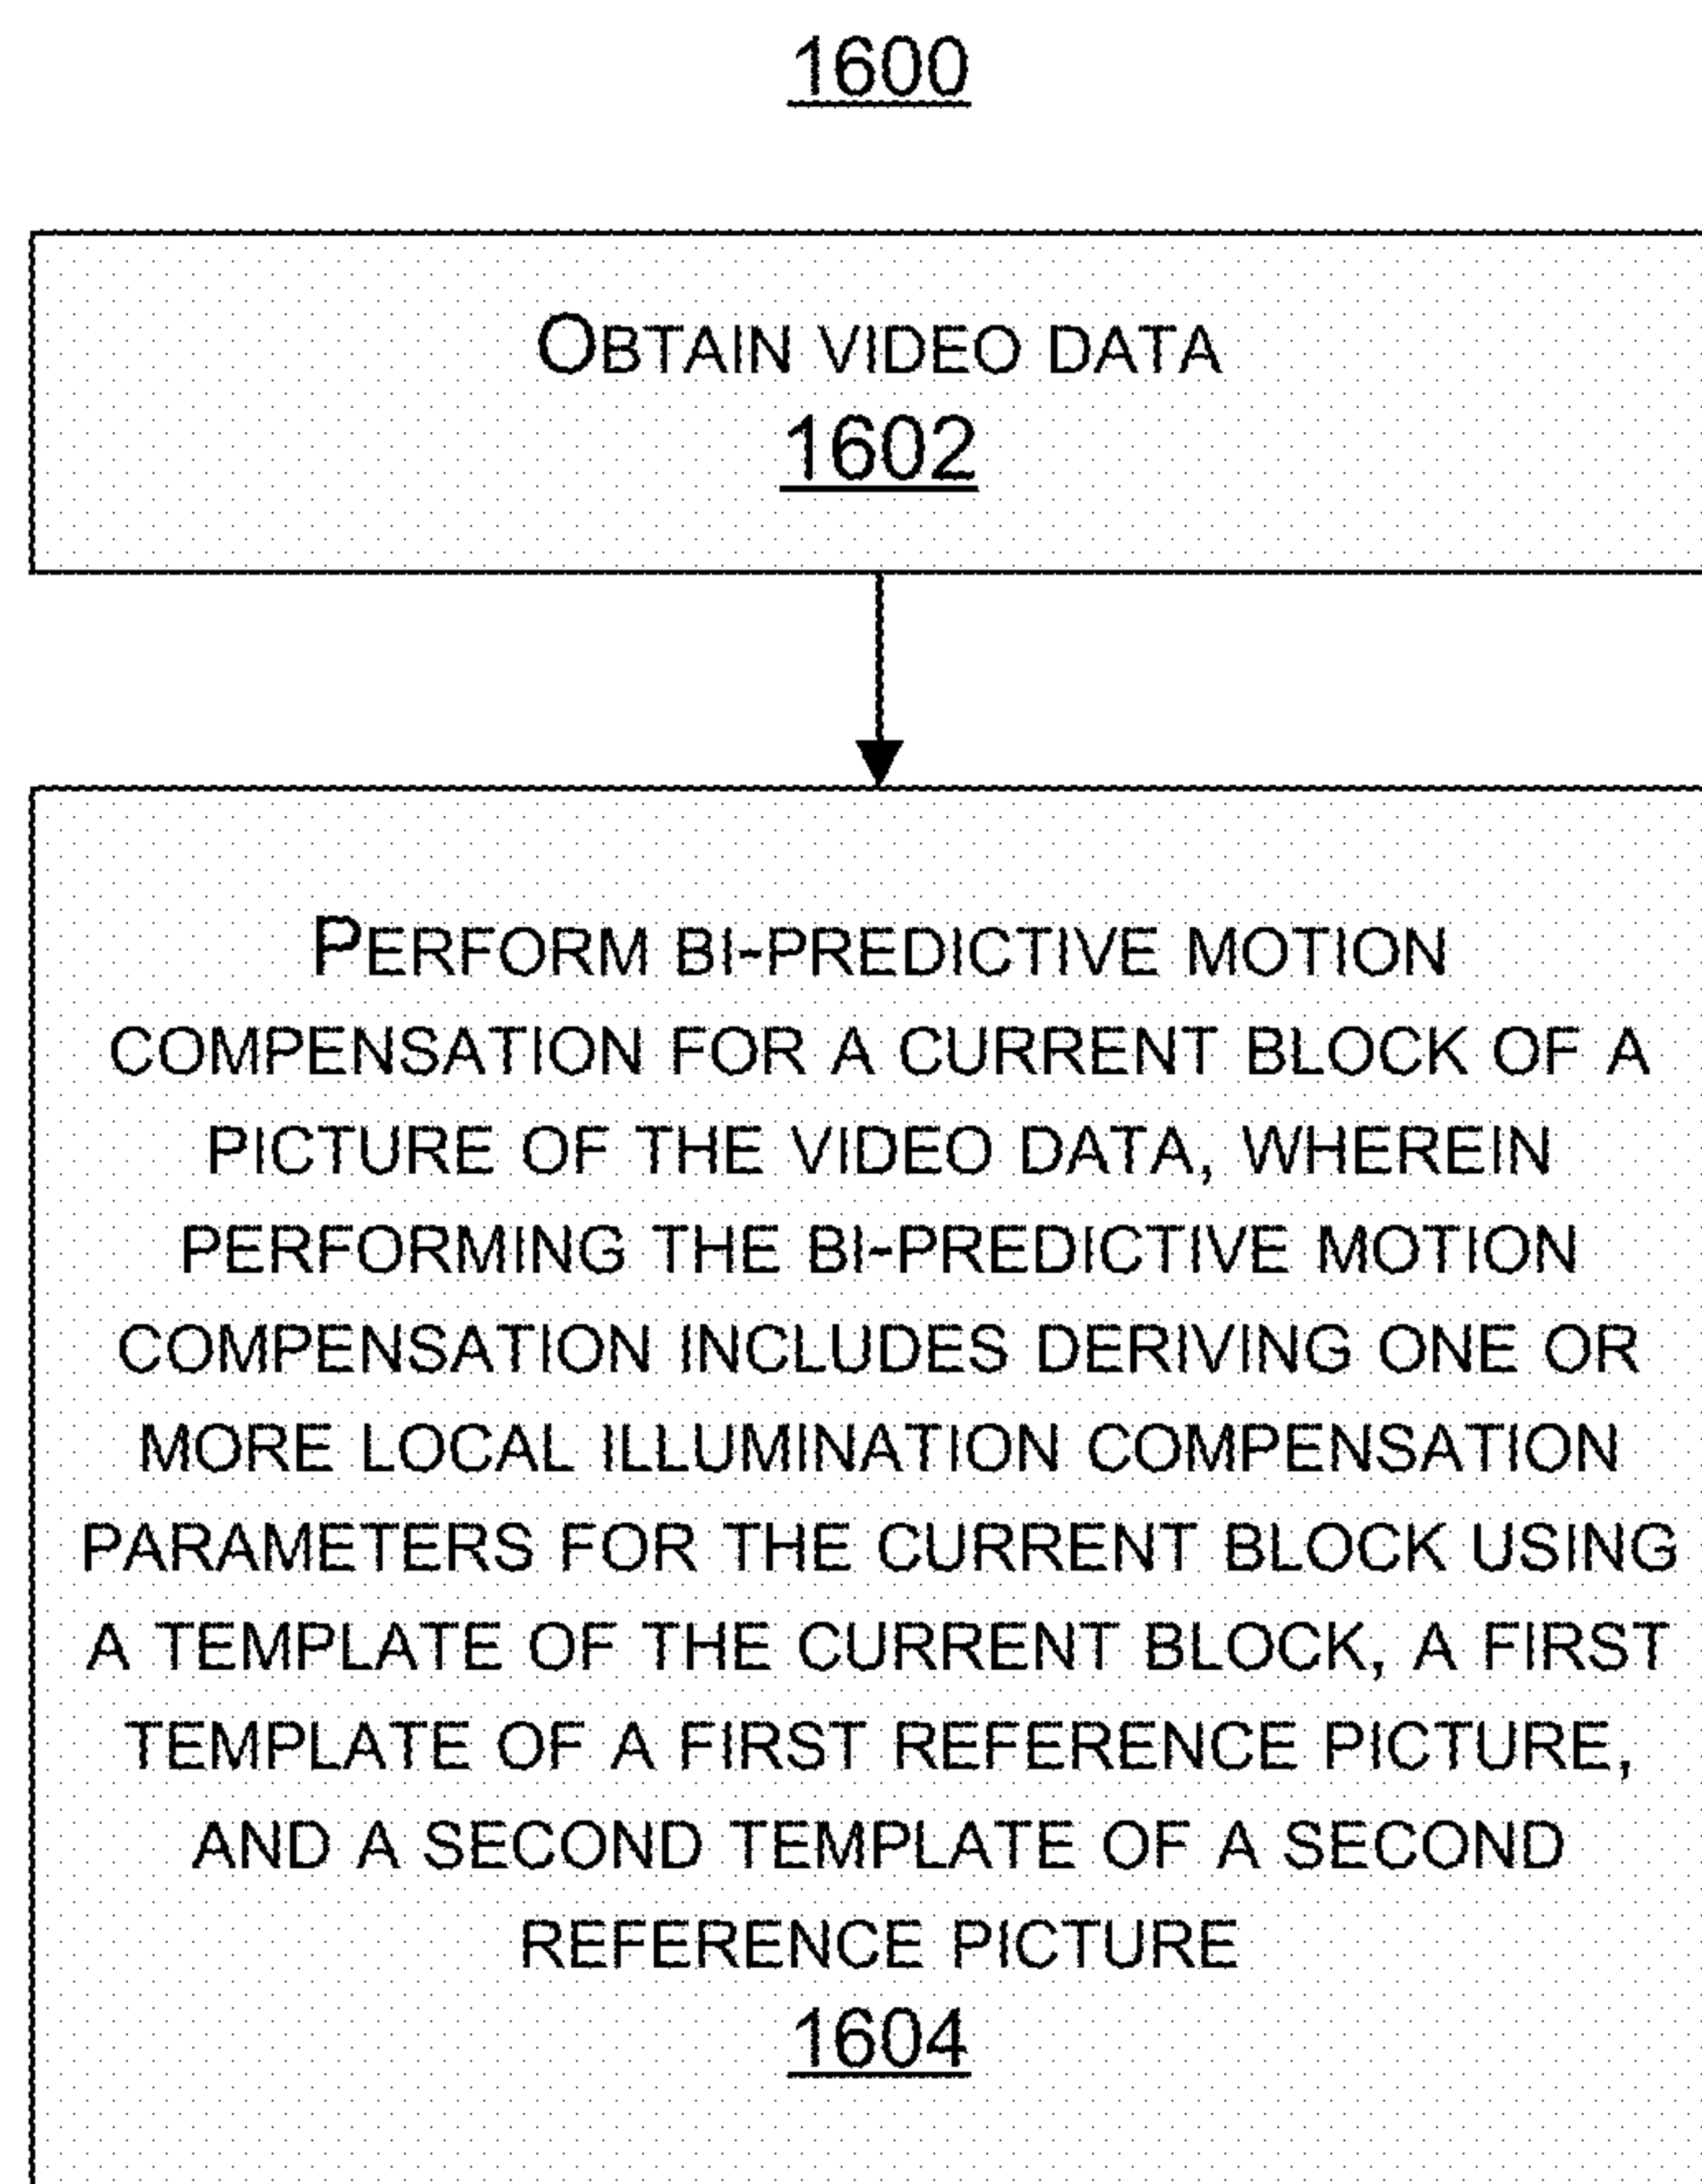 1600
OBTAIN VIDEO DATA
1602
PERFORM BI-PREDICTIVE MOTION
COMPENSATION FOR A CURRENT BLOCK OF A
PICTURE OF THE VIDEO DATA, WHEREIN
PERFORMING THE BI-PREDICTIVE MOTION
COMPENSATION INCLUDES DERIVING ONE OR
MORE LOCAL ILLUMINATION COMPENSATION
PARAMETERS FOR THE CURRENT BLOCK USING
A TEMPLATE OF THE CURRENT BLOCK, A FIRST
TEMPLATE OF A FIRST REFERENCE PICTURE,
AND A SECOND TEMPLATE OF A SECOND
REFERENCE PICTURE
1604